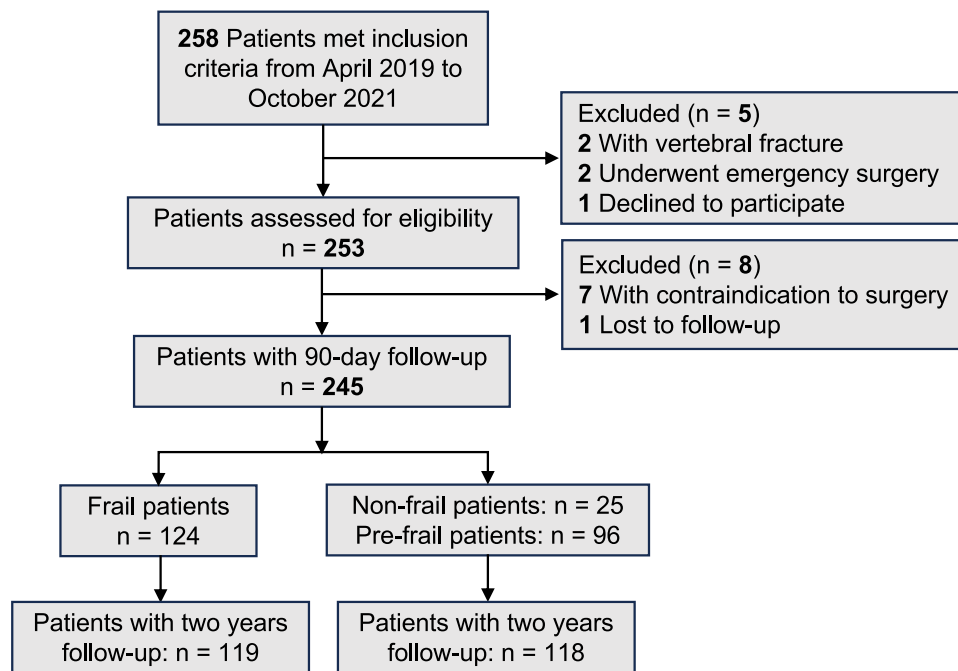 258 Patients met inclusion
criteria from April 2019 to
October 2021
Excluded (n = 5)
2 With vertebral fracture
2 Underwent emergency surgery
1 Declined to participate
Patients assessed for eligibility
n = 253
Excluded (n = 8)
7 With contraindication to surgery
1 Lost to follow-up
Patients with 90-day follow-up
n = 245
Frail patients
n = 124
Non-frail patients: n = 25
Pre-frail patients: n = 96
Patients with two years
follow-up: n = 119
Patients with two years
follow-up: n = 118